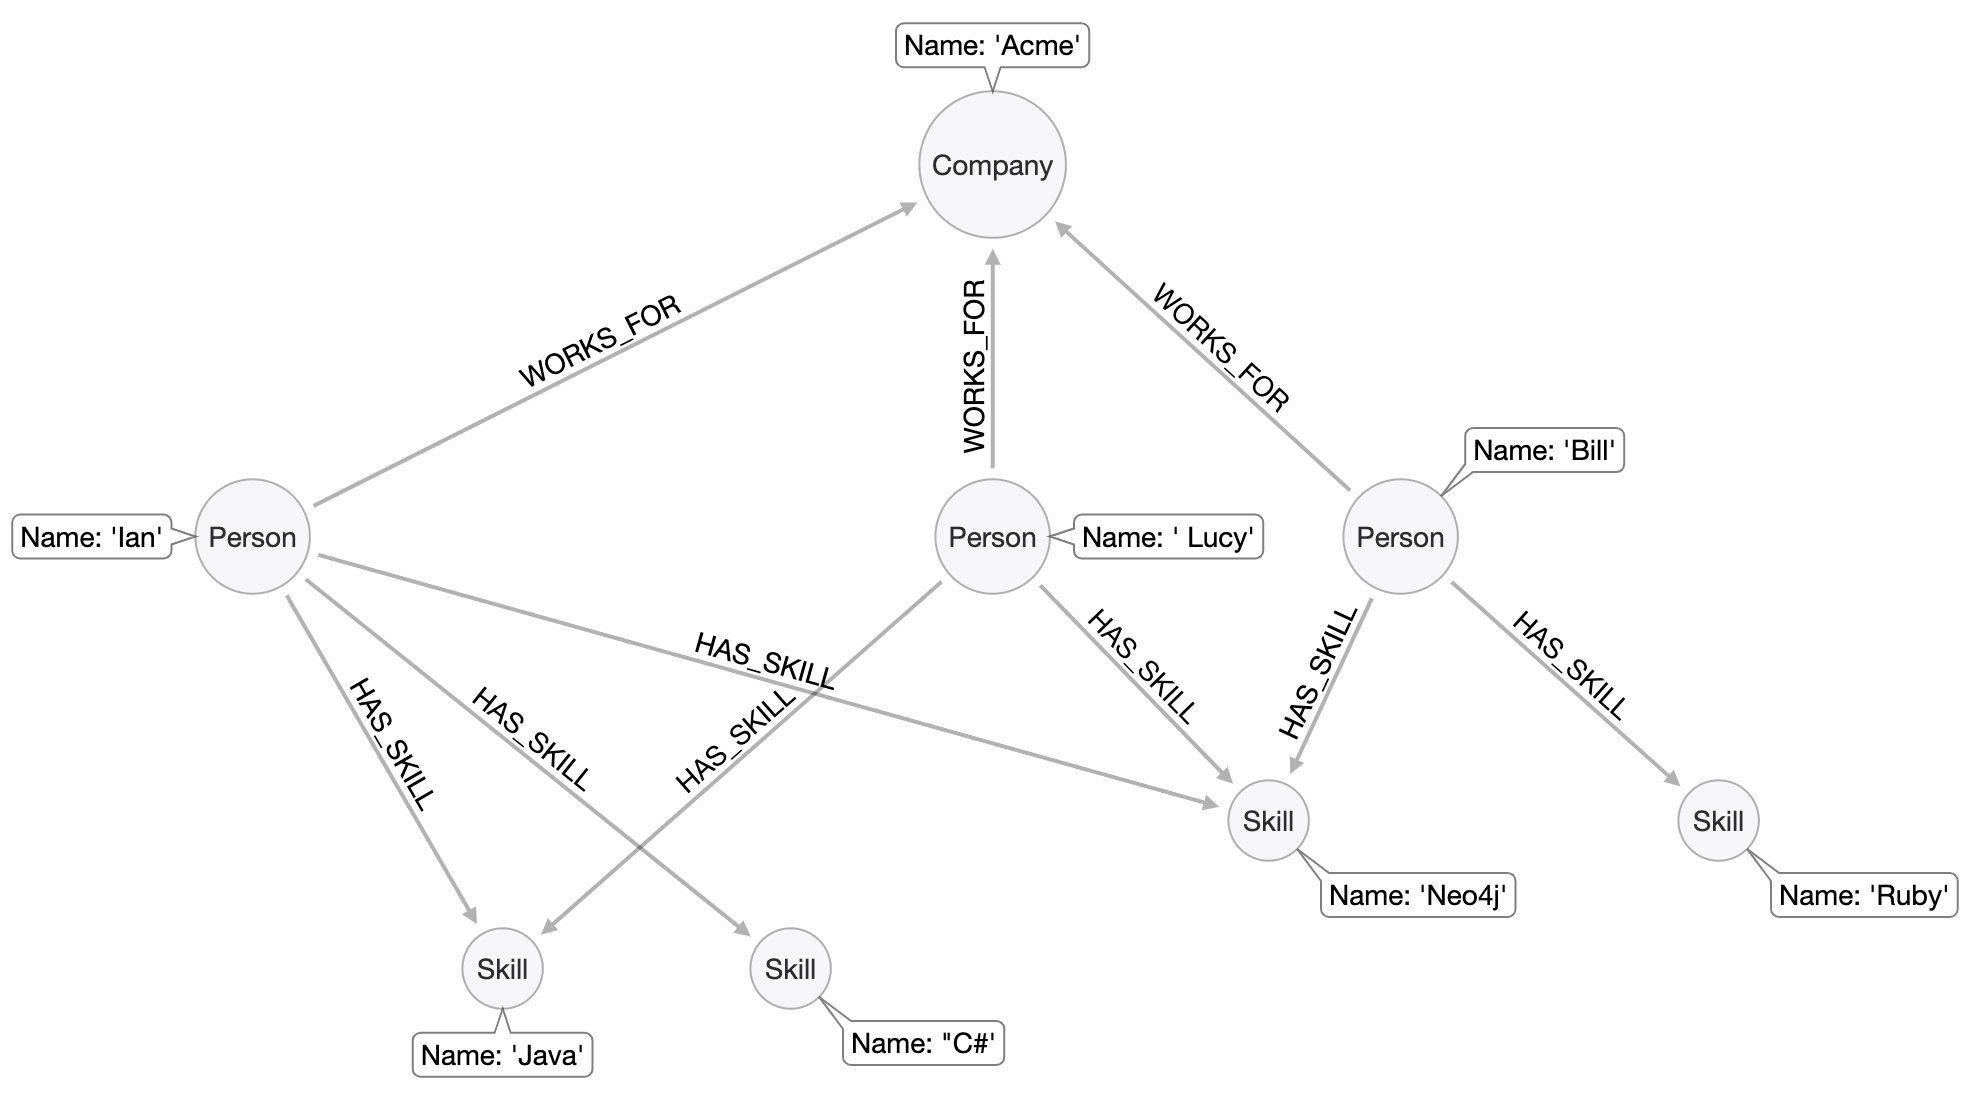 Name: 'Acme'
Company
WORKS_FOR
WORKS_FOR
WORKS_FOR
Name: 'Bill'
Name: 'Ian'
Person
Person
Name: ' Lucy'
Person
HAS_SKILL
HAS_SKILL
HAS_SKILL
HAS_SKILL
HAS_SKILL
HAS_SKILL
HAS_SKILL
Skill
Skill
Name: 'Neo4j'
Name: 'Ruby'
Skill
Skill
Name: 'Java'
Name: "C#'